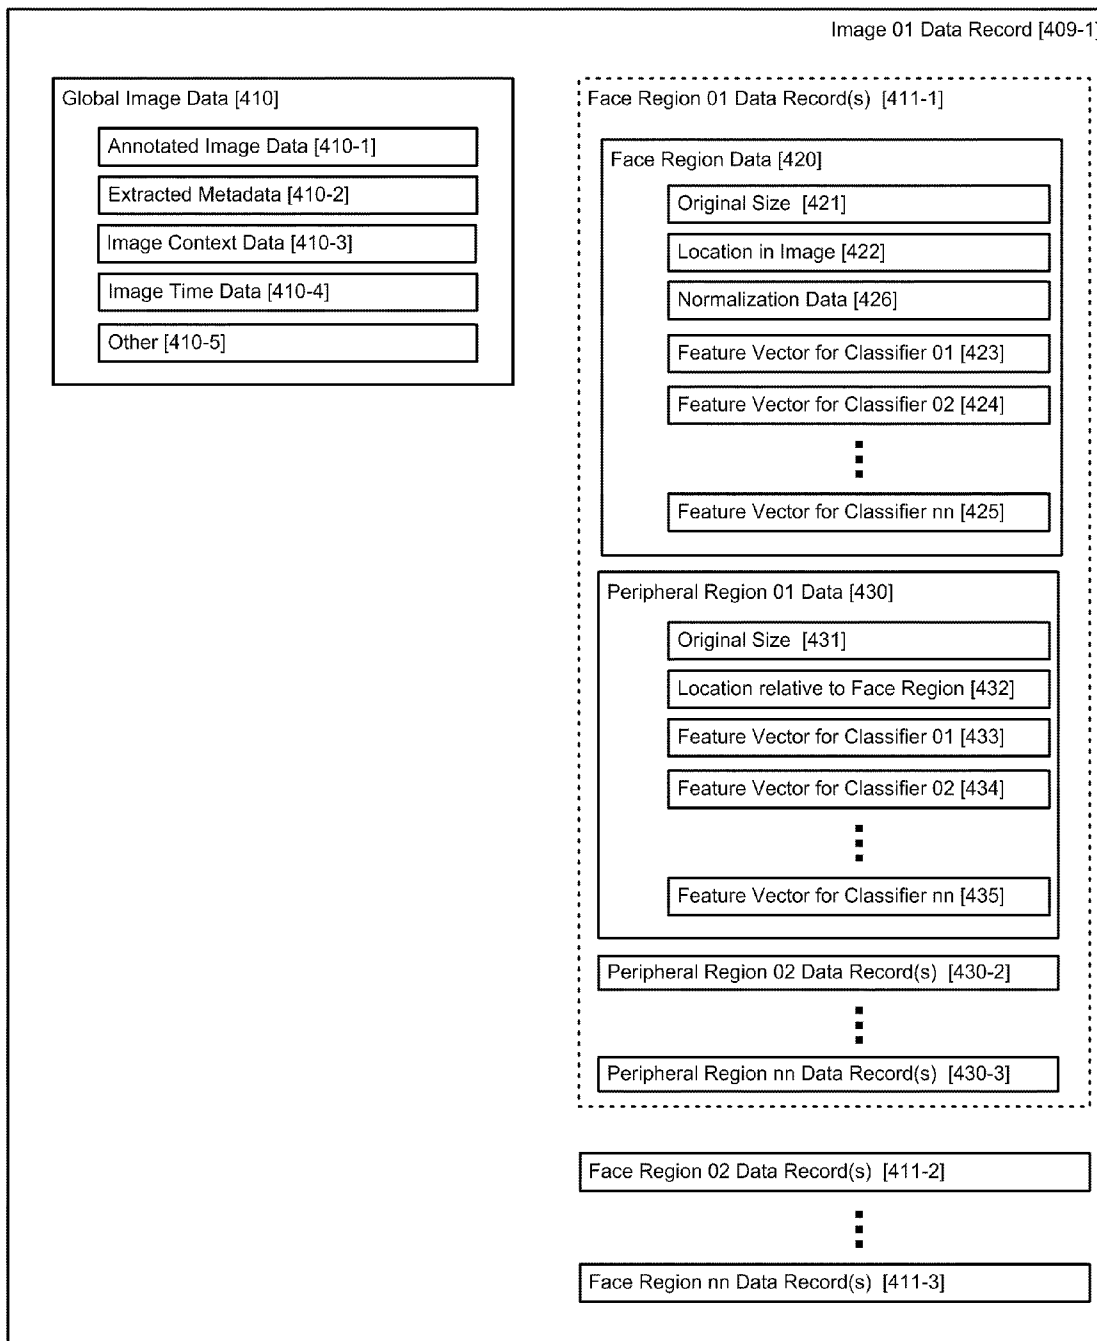 Image 01 Data Record [409-1]
Global Image Data [410]
Annotated Image Data [410-1]
Extracted Metadata [410-2]
Image Context Data [410-3]
Image Time Data [410-4]
Other [410-5]
Face Region 01 Data Record(s) [411-1]
Face Region Data [420]
Original Size [421]
Location in Image [422]
Normalization Data [426]
Feature Vector for Classifier 01 [423]
Feature Vector for Classifier 02 [424]
Feature Vector for Classifier nn [425]
Peripheral Region 01 Data [430]
Original Size [431]
Location relative to Face Region [432]
Feature Vector for Classifier 01 [433]
Feature Vector for Classifier 02 [434]
Feature Vector for Classifier nn [435]
Peripheral Region 02 Data Record(s) [430-2]
Peripheral Region nn Data Record(s) [430-3]
Face Region 02 Data Record(s) [411-2]
Face Region nn Data Record(s) [411-3]